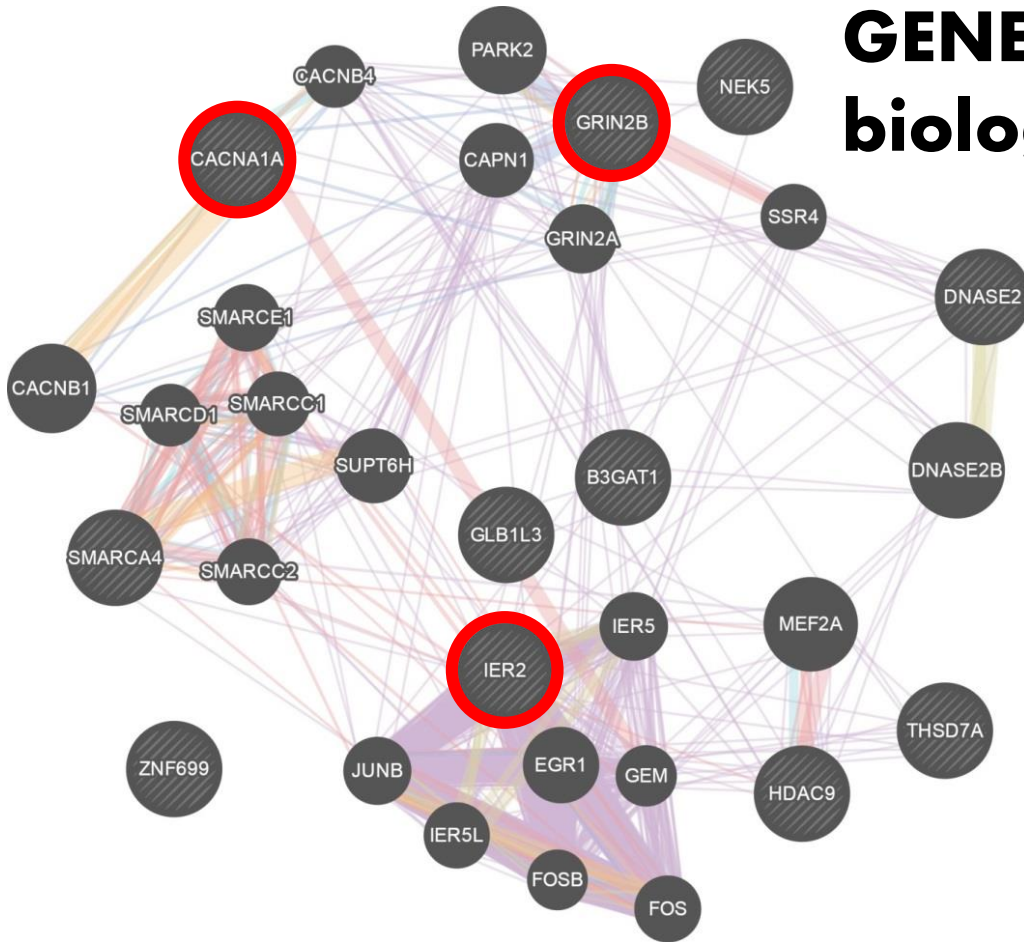 GENE
biolog
PARK2
CACNB4
NEK5
GRIN2B
CACNA1A
CAPN1
SSR4
GRIN2A
DNASE2
SMARCE1
CACNB1
SMARCD1
SMARCC1
SUPT6H
B3GAT1
DNASE2B
GLB1L3
SMARCA4
SMARCC2
IER5
MEF2A
IER2
THSD7A
ZNF699
JUNB
EGR1
GEM
HDAC9
IER5L
FOSB
FOS